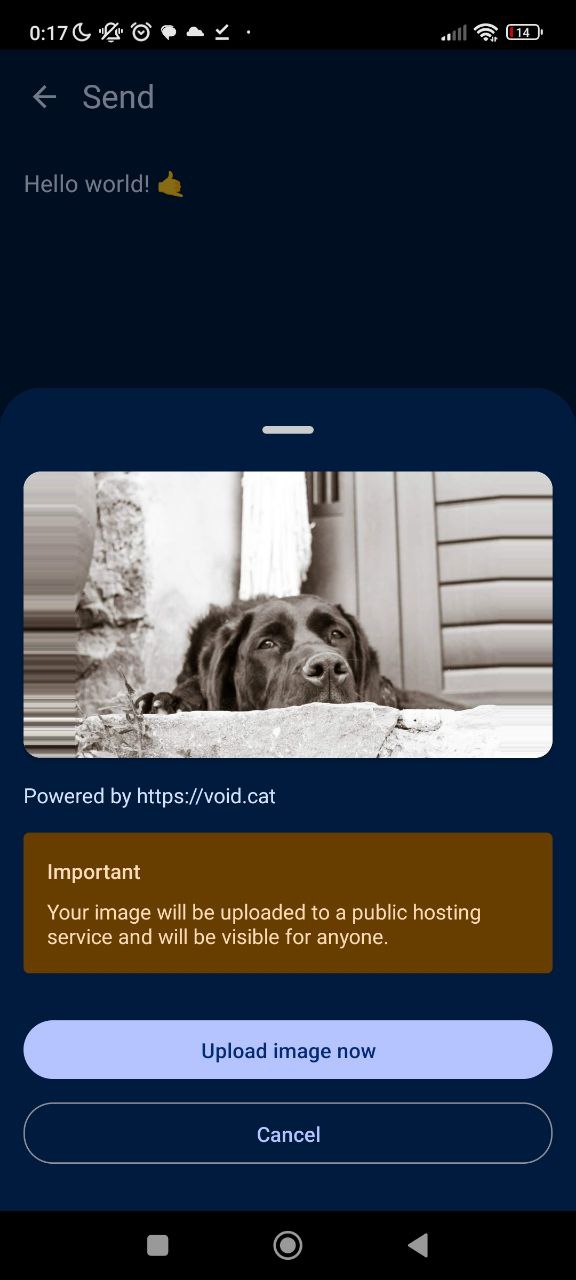 0:17 14
Send
Hello world! 🤙
Powered by https://void.cat
Important
Your image will be uploaded to a public hosting
service and will be visible for anyone.
Upload image now
Cancel